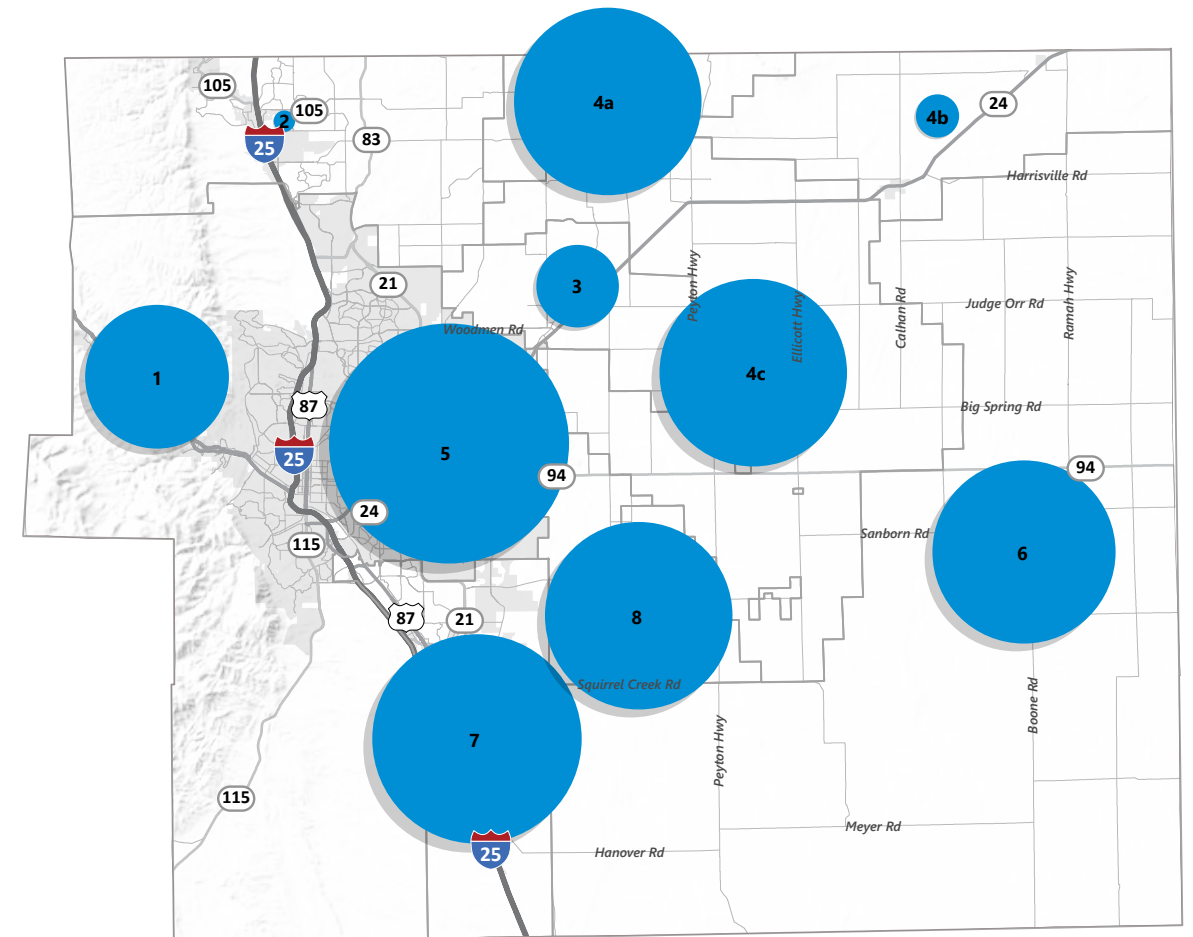 4a
105
105
2
24
4b
83
25
Harrisville Rd
21
3
Peyton Hwy
Ellicott Hwy
Calhan Rd
Judge Orr Rd
Ramah Hwy
Woodmen Rd
1
4c
87
Big Spring Rd
5
25
94
94
24
Sanborn Rd
115
6
87
21
8
Squirrel Creek Rd
Boone Rd
7
Peyton Hwy
115
Meyer Rd
25
Hanover Rd